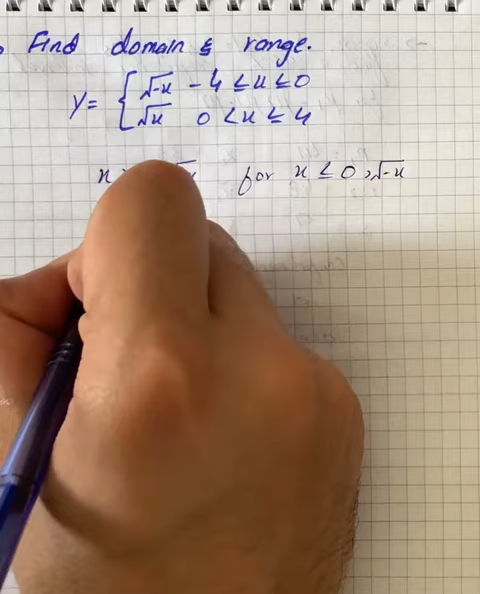 Find domain & range.
y = { √-x -4 ≤ x ≤ 0
√x 0 < x ≤ 4
x for x ≤ 0, √-x